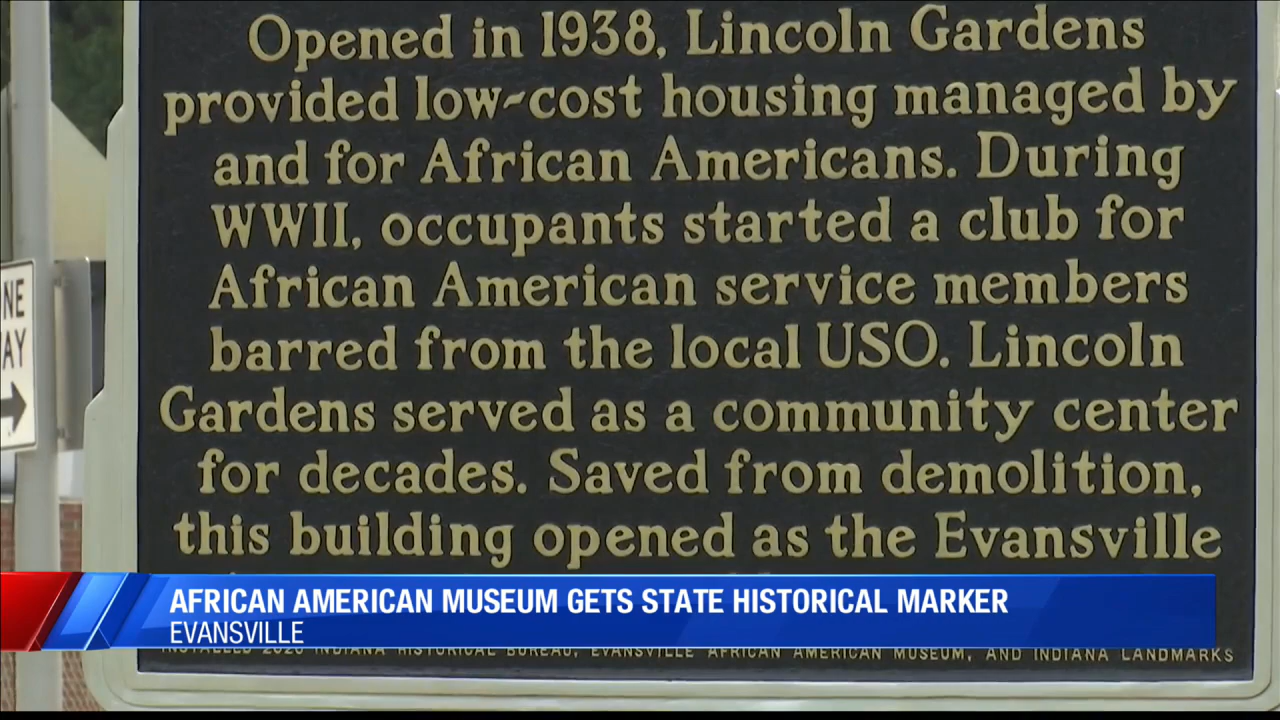 Opened in 1938, Lincoln Gardens
provided low-cost housing managed by
and for African Americans. During
WWII, occupants started a club for
African American service members
barred from the local USO. Lincoln
Gardens served as a community center
for decades. Saved from demolition,
this building opened as the Evansville
INSTALLED 2020 INDIANA HISTORICAL BUREAU, EVANSVILLE AFRICAN AMERICAN MUSEUM, AND INDIANA LANDMARKS
AFRICAN AMERICAN MUSEUM GETS STATE HISTORICAL MARKER
EVANSVILLE
NE
AY